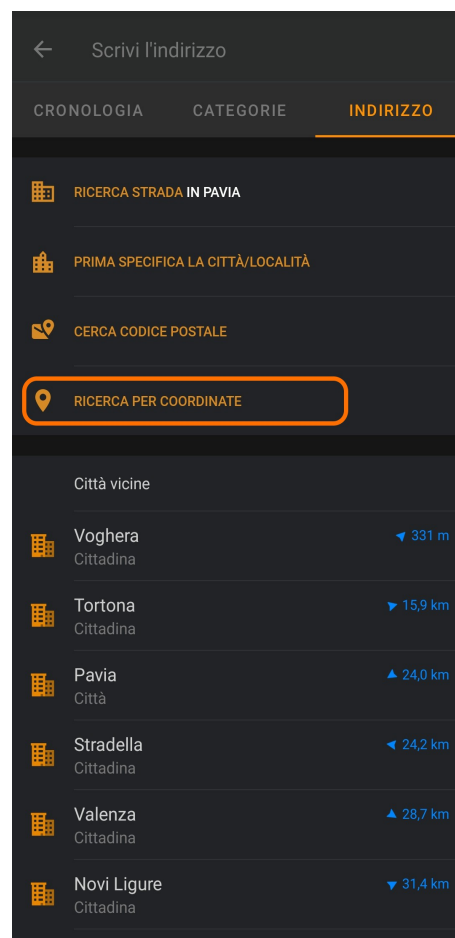 Scrivi l'indirizzo
CRONOLOGIA CATEGORIE INDIRIZZO
RICERCA STRADA IN PAVIA
PRIMA SPECIFICA LA CITTÀ/LOCALITÀ
CERCA CODICE POSTALE
RICERCA PER COORDINATE
Città vicine
Voghera 331 m
Cittadina
Tortona 15,9 km
Cittadina
Pavia 24,0 km
Città
Stradella 24,2 km
Cittadina
Valenza 28,7 km
Cittadina
Novi Ligure 31,4 km
Cittadina